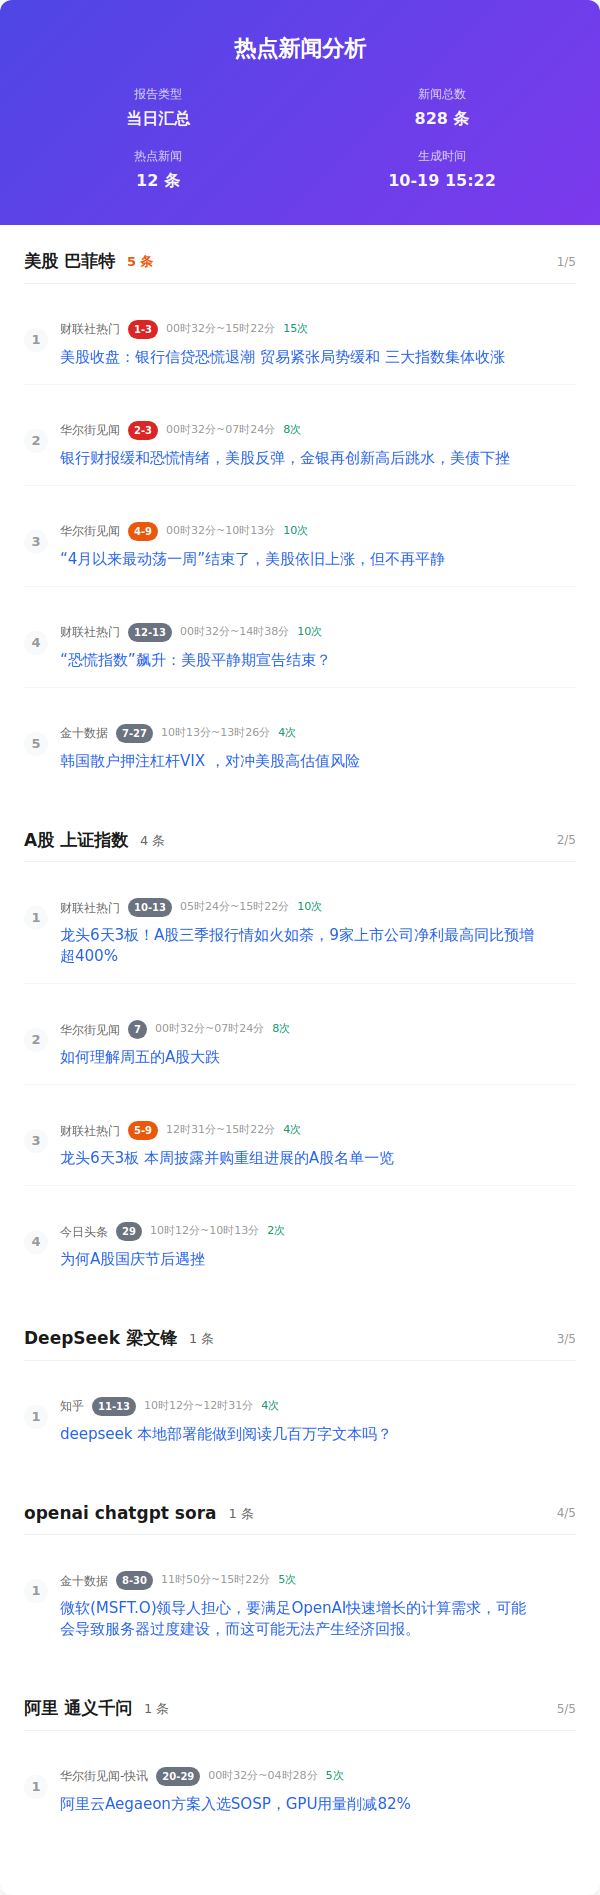 热点新闻分析
报告类型
当日汇总
新闻总数
828 条
热点新闻
12 条
生成时间
10-19 15:22
美股 巴菲特 5 条 1/5
1 财联社热门 1-3 00时32分~15时22分 15次
美股收盘：银行信贷恐慌退潮 贸易紧张局势缓和 三大指数集体收涨
2 华尔街见闻 2-3 00时32分~07时24分 8次
银行财报缓和恐慌情绪，美股反弹，金银再创新高后跳水，美债下挫
3 华尔街见闻 4-9 00时32分~10时13分 10次
“4月以来最动荡一周”结束了，美股依旧上涨，但不再平静
4 财联社热门 12-13 00时32分~14时38分 10次
“恐慌指数”飙升：美股平静期宣告结束？
5 金十数据 7-27 10时13分~13时26分 4次
韩国散户押注杠杆VIX ，对冲美股高估值风险
A股 上证指数 4 条 2/5
1 财联社热门 10-13 05时24分~15时22分 10次
龙头6天3板！A股三季报行情如火如荼，9家上市公司净利最高同比预增
超400%
2 华尔街见闻 7 00时32分~07时24分 8次
如何理解周五的A股大跌
3 财联社热门 5-9 12时31分~15时22分 4次
龙头6天3板 本周披露并购重组进展的A股名单一览
4 今日头条 29 10时12分~10时13分 2次
为何A股国庆节后遇挫
DeepSeek 梁文锋 1 条 3/5
1 知乎 11-13 10时12分~12时31分 4次
deepseek 本地部署能做到阅读几百万字文本吗？
openai chatgpt sora 1 条 4/5
1 金十数据 8-30 11时50分~15时22分 5次
微软(MSFT.O)领导人担心，要满足OpenAI快速增长的计算需求，可能
会导致服务器过度建设，而这可能无法产生经济回报。
阿里 通义千问 1 条 5/5
1 华尔街见闻-快讯 20-29 00时32分~04时28分 5次
阿里云Aegaeon方案入选SOSP，GPU用量削减82%